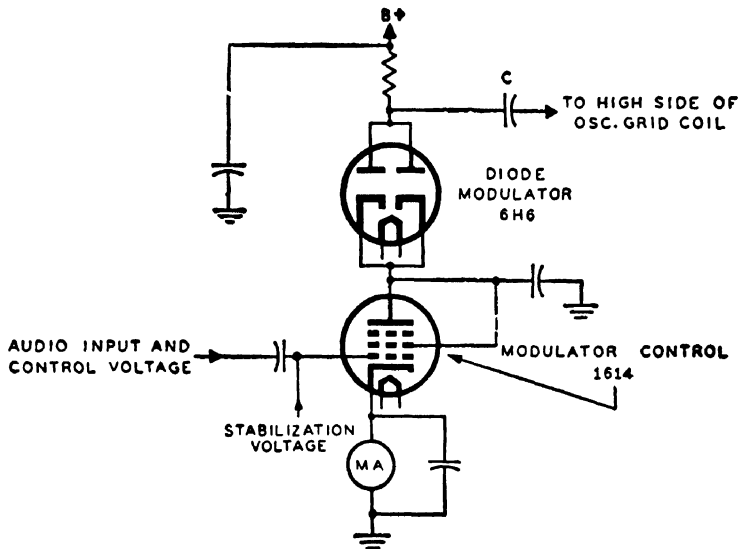 B+
C
TO HIGH SIDE OF
OSC. GRID COIL
DIODE
MODULATOR
6H6
AUDIO INPUT AND
CONTROL VOLTAGE
MODULATOR CONTROL
1614
STABILIZATION
VOLTAGE
MA